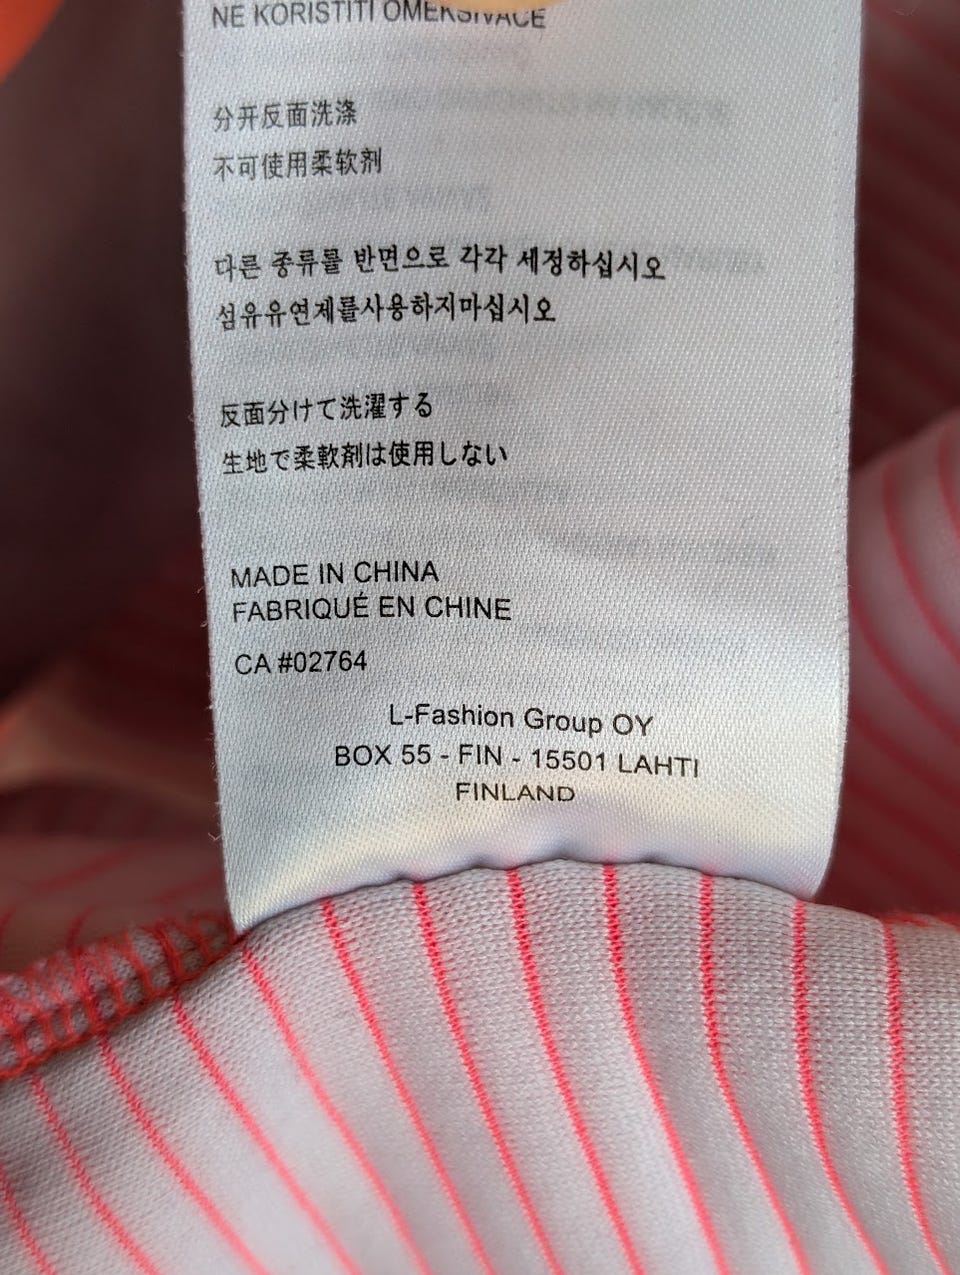 NE KORISTITI OMEKSIVACE
分开反面洗涤
不可使用柔软剂
다른 종류를 반면으로 각각 세정하십시오
섬유유연제를사용하지마십시오
反面分けて洗濯する
生地で柔軟剤は使用しない
MADE IN CHINA
FABRIQUÉ EN CHINE
CA #02764
L-Fashion Group OY
BOX 55 - FIN - 15501 LAHTI
FINLAND